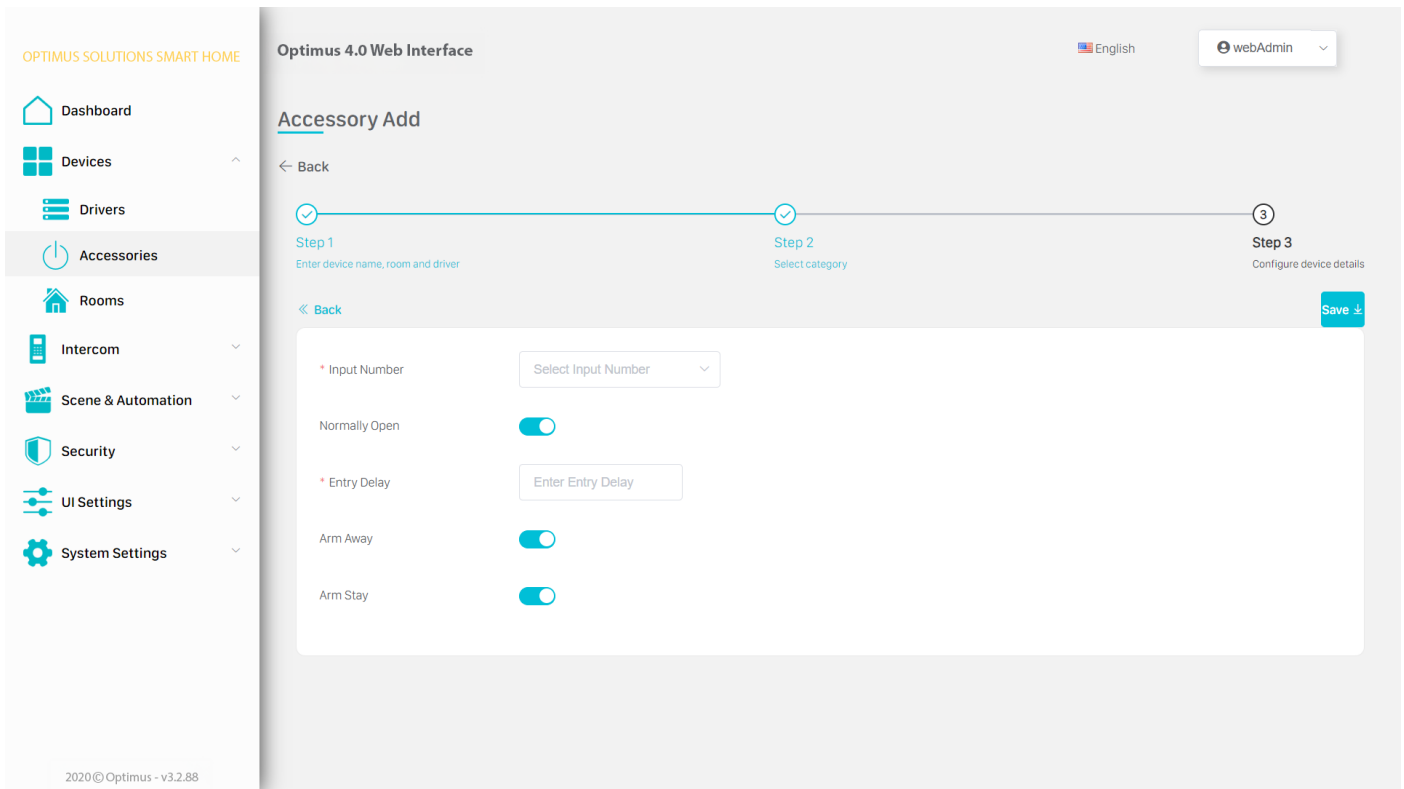 OPTIMUS SOLUTIONS SMART HOME
Dashboard
Devices
Drivers
Accessories
Rooms
Intercom
Scene & Automation
Security
UI Settings
System Settings
2020 © Optimus - v3.2.88
Optimus 4.0 Web Interface
English
webAdmin
Accessory Add
← Back
Step 1
Enter device name, room and driver
Step 2
Select category
3
Step 3
Configure device details
« Back
Save
* Input Number
Select Input Number
Normally Open
* Entry Delay
Enter Entry Delay
Arm Away
Arm Stay